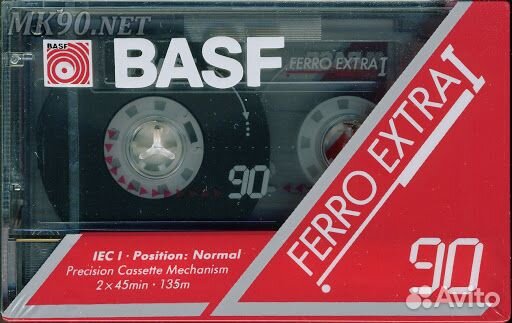 MK90.NET
BASF
BASF
FERRO EXTRA I
90
FERRO EXTRA I
IEC I · Position: Normal
Precision Cassette Mechanism
2 x 45min · 135m
90
Avito